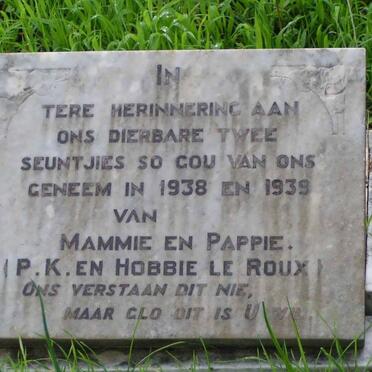 IN
TERE HERINNERING AAN
ONS DIERBARE TWEE
SEUNTJIES SO GOU VAN ONS
GENEEM IN 1938 EN 1939
VAN
MAMMIE EN PAPPIE.
(P.K. EN HOBBIE LE ROUX)
ONS VERSTAAN DIT NIE,
MAAR GLO DIT IS U WIL